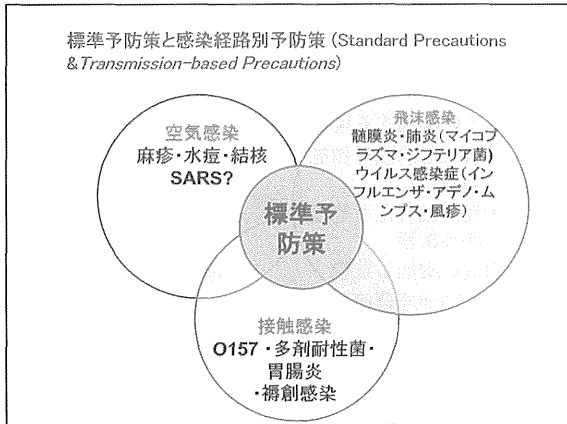 標準予防策と感染経路別予防策 (Standard Precautions
&Transmission-based Precautions)
空気感染
麻疹・水痘・結核
SARS?
飛沫感染
髄膜炎・肺炎(マイコプ
ラズマ・ジフテリア菌)
ウイルス感染症(イン
フルエンザ・アデノ・ム
ンプス・風疹)
標準予
防策
接触感染
O157・多剤耐性菌・
胃腸炎
・褥創感染